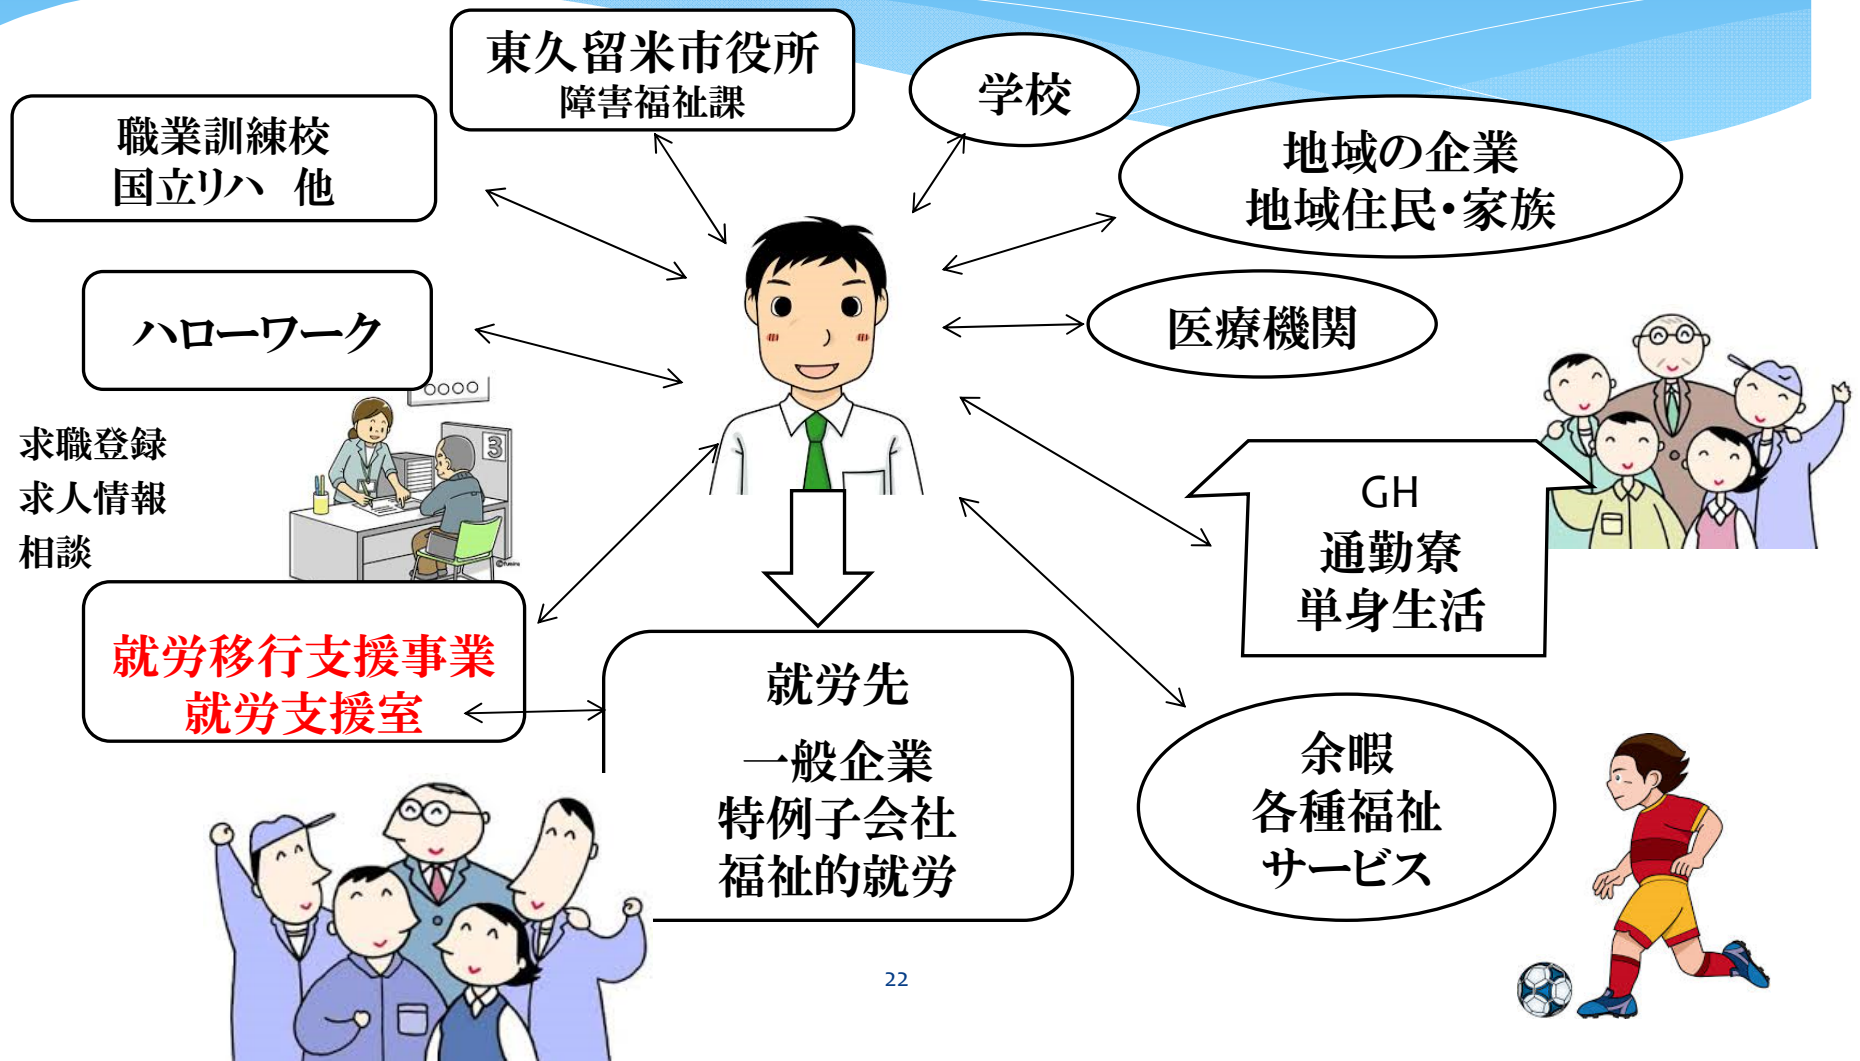 東久留米市役所
障害福祉課
学校
職業訓練校
国立リハ 他
地域の企業
地域住民・家族
ハローワーク
医療機関
求職登録
求人情報
相談
3
GH
通勤寮
単身生活
就労移行支援事業
就労支援室
就労先
一般企業
特例子会社
福祉的就労
余暇
各種福祉
サービス
22